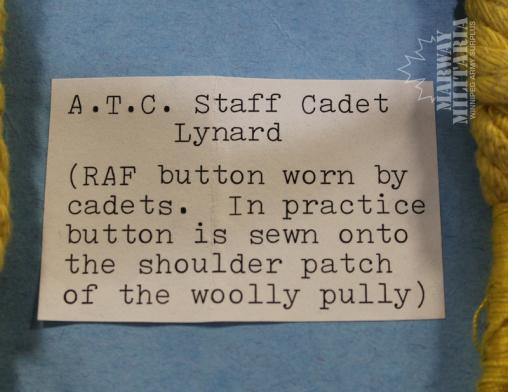 A.T.C. Staff Cadet
Lynard
(RAF button worn by
cadets. In practice
button is sewn onto
the shoulder patch
of the woolly pully)
MARWAY
MILITARIA
WINNIPEG ARMY SURPLUS